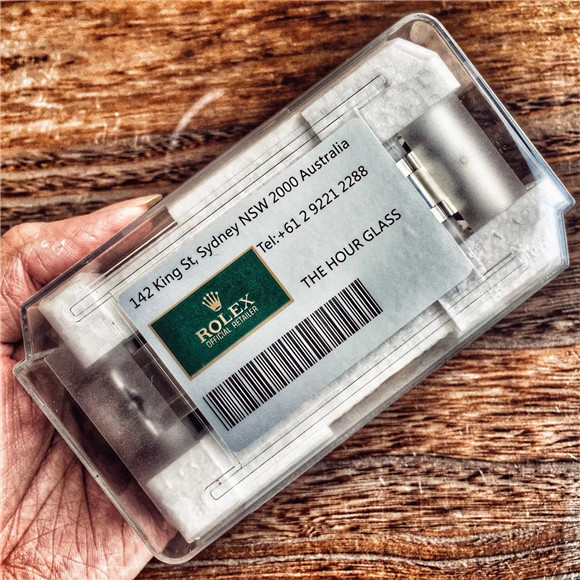 142 King St, Sydney NSW 2000 Australia
Tel:+61 2 9221 2288
THE HOUR GLASS
ROLEX
OFFICIAL RETAILER